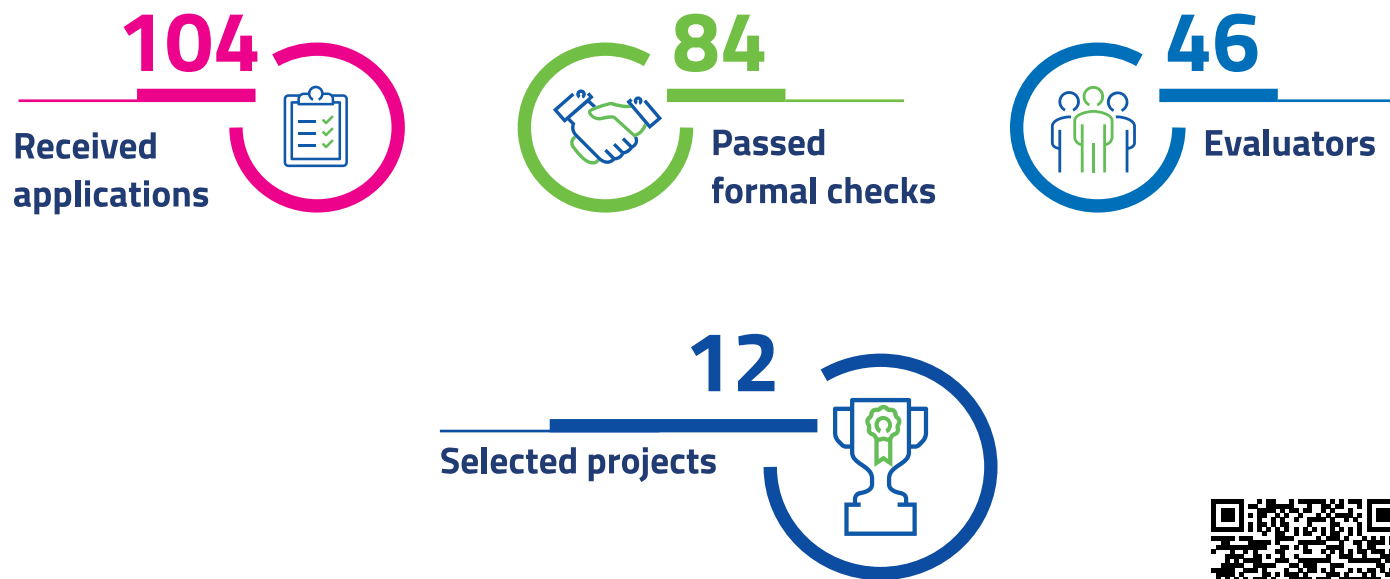 104
Received
applications
84
Passed
formal checks
46
Evaluators
12
Selected projects